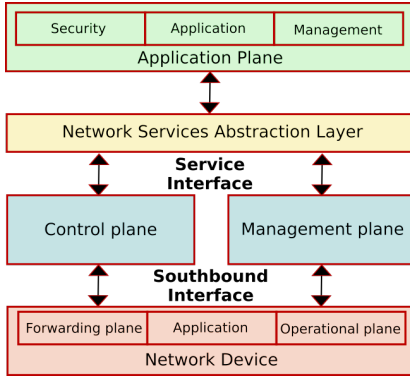 Security Application Management
Application Plane
Network Services Abstraction Layer
Service
Interface
Control plane Management plane
Southbound
Interface
Forwarding plane Application Operational plane
Network Device